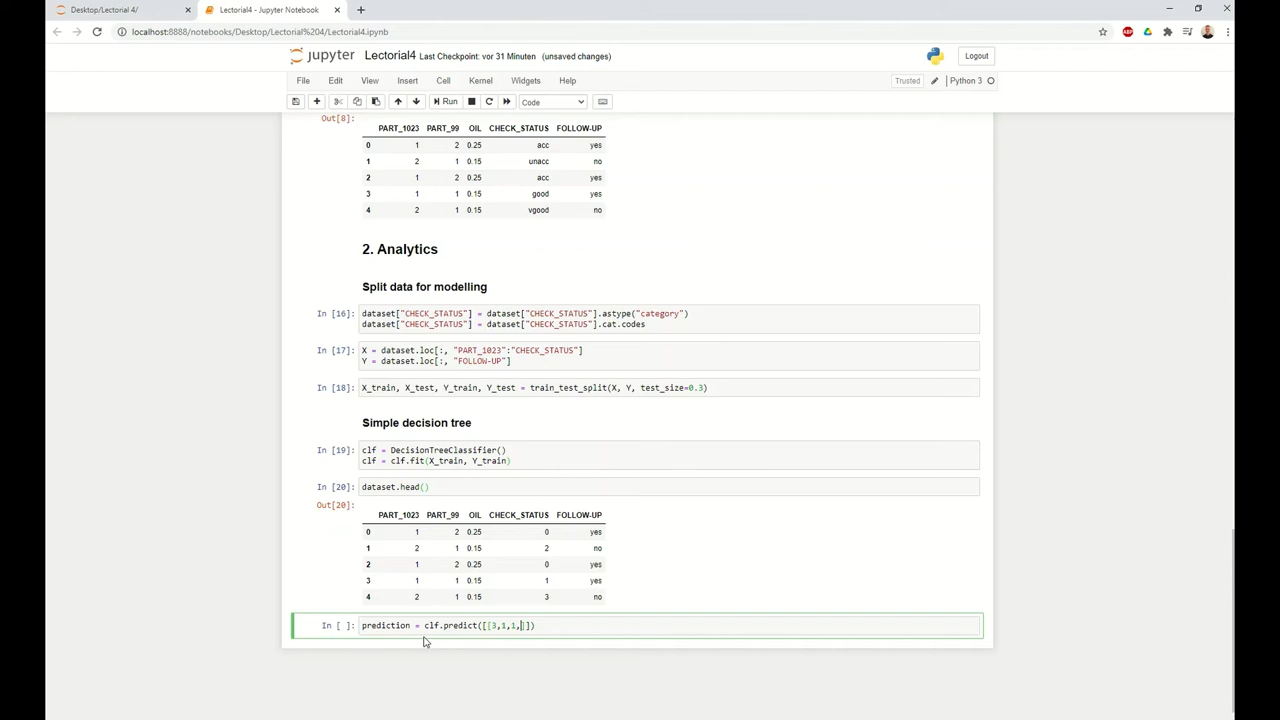 Desktop/Lectorial 4/
Lectorial4 - Jupyter Notebook
localhost:8888/notebooks/Desktop/Lectorial%204/Lectorial4.ipynb
jupyter Lectorial4 Last Checkpoint: vor 31 Minuten (unsaved changes) Logout
File Edit View Insert Cell Kernel Widgets Help Trusted Python 3
Run Code
Out[8]:
PART_1023 PART_99 OIL CHECK_STATUS FOLLOW-UP
0 1 2 0.25 acc yes
1 2 1 0.15 unacc no
2 1 2 0.25 acc yes
3 1 1 0.15 good yes
4 2 1 0.15 vgood no
2. Analytics
Split data for modelling
In [16]: dataset["CHECK_STATUS"] = dataset["CHECK_STATUS"].astype("category")
dataset["CHECK_STATUS"] = dataset["CHECK_STATUS"].cat.codes
In [17]: X = dataset.loc[:, "PART_1023":"CHECK_STATUS"]
Y = dataset.loc[:, "FOLLOW-UP"]
In [18]: X_train, X_test, Y_train, Y_test = train_test_split(X, Y, test_size=0.3)
Simple decision tree
In [19]: clf = DecisionTreeClassifier()
clf = clf.fit(X_train, Y_train)
In [20]: dataset.head()
Out[20]:
PART_1023 PART_99 OIL CHECK_STATUS FOLLOW-UP
0 1 2 0.25 0 yes
1 2 1 0.15 2 no
2 1 2 0.25 0 yes
3 1 1 0.15 1 yes
4 2 1 0.15 3 no
In [ ]: prediction = clf.predict([[3,1,1,]])